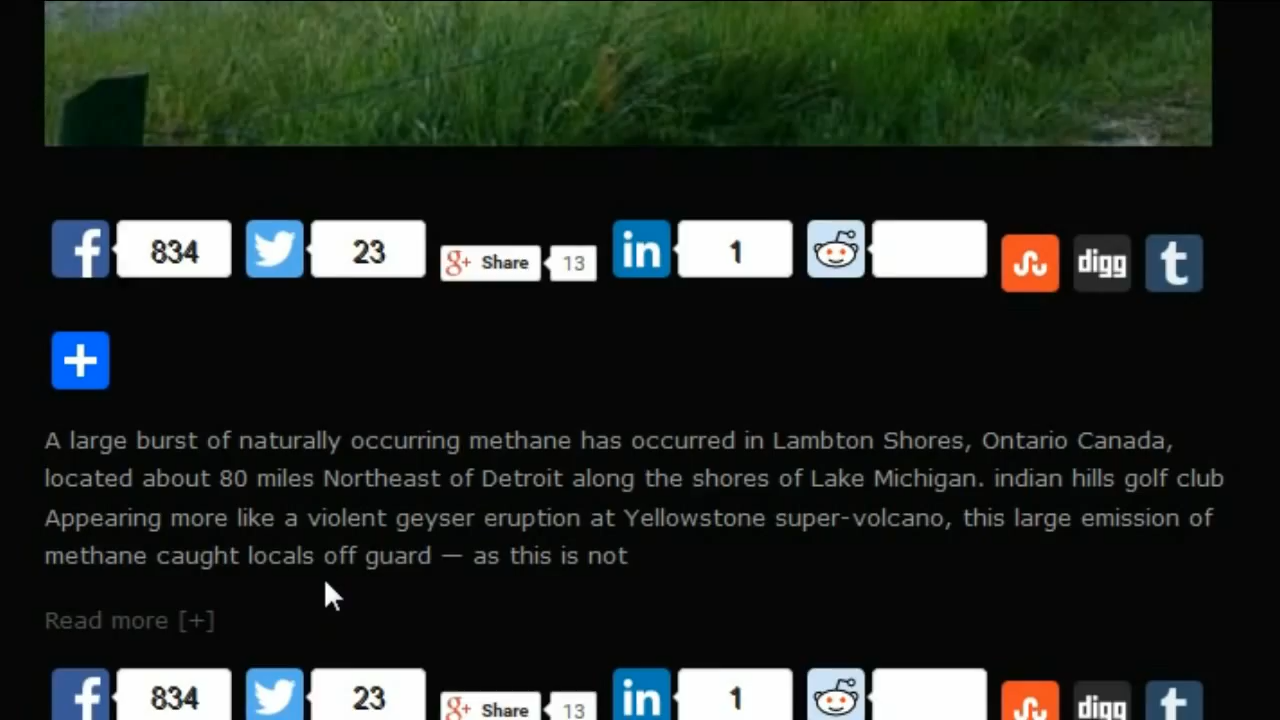 834
23
g+ Share 13
in
1
digg
t
A large burst of naturally occurring methane has occurred in Lambton Shores, Ontario Canada,
located about 80 miles Northeast of Detroit along the shores of Lake Michigan. indian hills golf club
Appearing more like a violent geyser eruption at Yellowstone super-volcano, this large emission of
methane caught locals off guard — as this is not
Read more [+]
834
23
g+ Share 13
in
1
digg
t